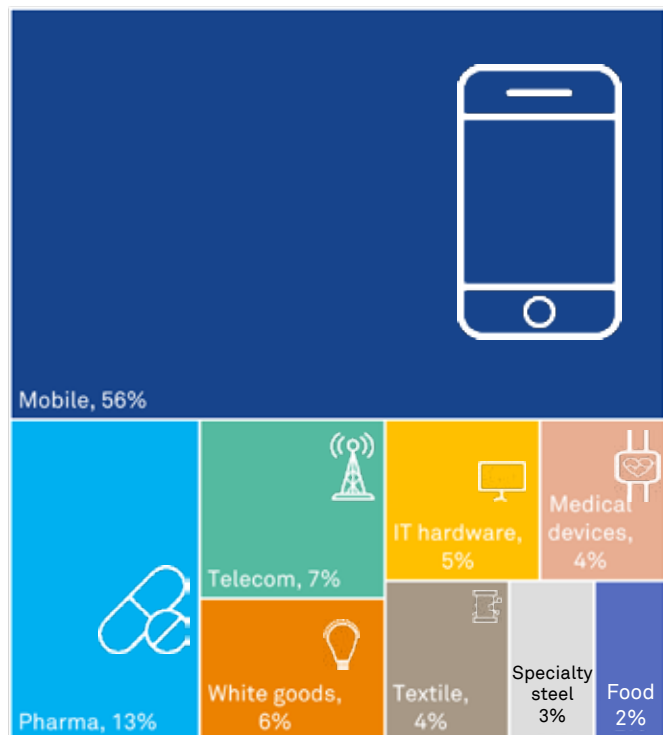 Mobile, 56%
Pharma, 13%
Telecom, 7%
White goods,
6%
IT hardware,
5%
Medical
devices,
4%
Textile,
4%
Specialty
steel
3%
Food
2%